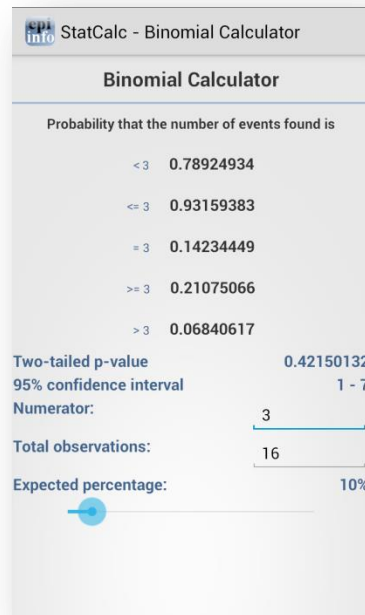 epi info StatCalc - Binomial Calculator
Binomial Calculator
Probability that the number of events found is
< 3 0.78924934
<= 3 0.93159383
= 3 0.14234449
>= 3 0.21075066
> 3 0.06840617
Two-tailed p-value 0.42150132
95% confidence interval 1 - 7
Numerator: 3
Total observations: 16
Expected percentage: 10%